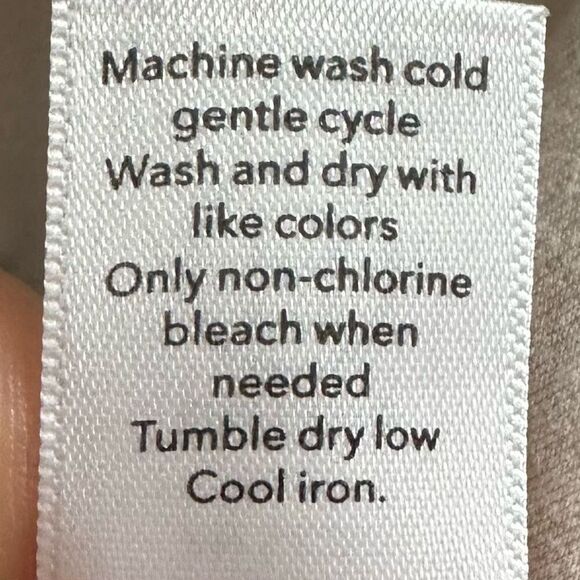 Machine wash cold
gentle cycle
Wash and dry with
like colors
Only non-chlorine
bleach when
needed
Tumble dry low
Cool iron.